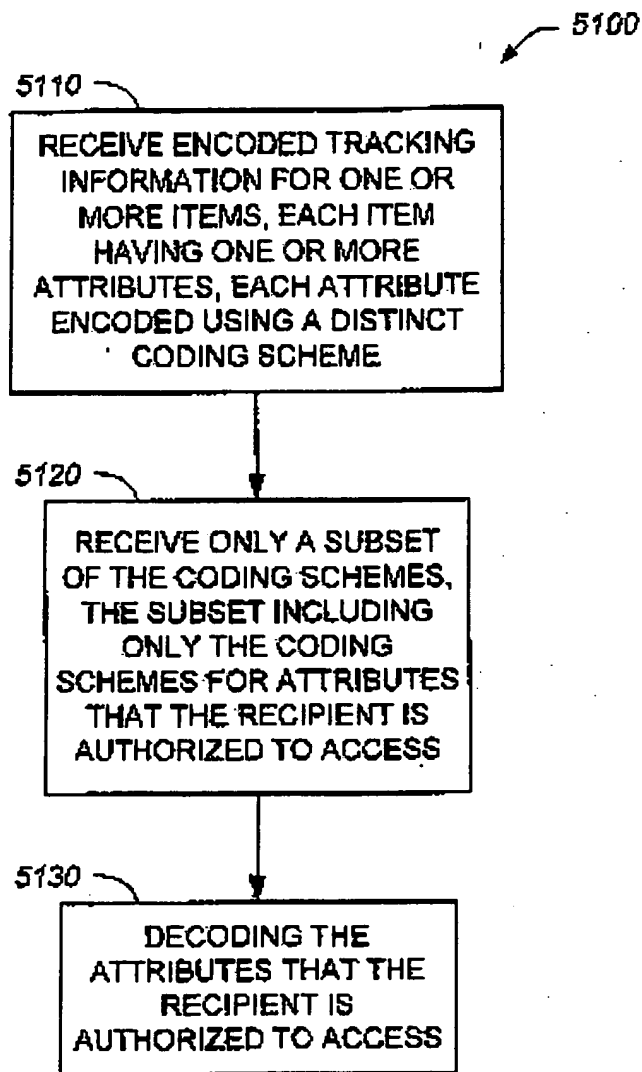 5100
5110
RECEIVE ENCODED TRACKING
INFORMATION FOR ONE OR
MORE ITEMS, EACH ITEM
HAVING ONE OR MORE
ATTRIBUTES, EACH ATTRIBUTE
ENCODED USING A DISTINCT
CODING SCHEME
5120
RECEIVE ONLY A SUBSET
OF THE CODING SCHEMES,
THE SUBSET INCLUDING
ONLY THE CODING
SCHEMES FOR ATTRIBUTES
THAT THE RECIPIENT IS
AUTHORIZED TO ACCESS
5130
DECODING THE
ATTRIBUTES THAT THE
RECIPIENT IS
AUTHORIZED TO ACCESS